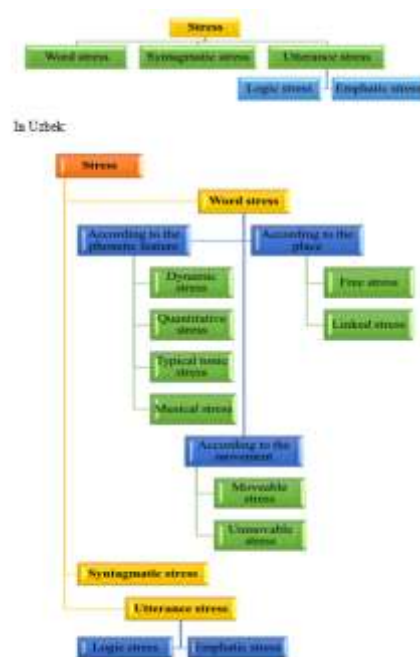 Stress
Word stress
Syntagmatic stress
Utterance stress
Logic stress
Emphatic stress
In Uzbek:
Stress
Word stress
According to the
phonetic feature
According to the
place
Dynamic
stress
Free stress
Quantitative
stress
Linked stress
Typical tonic
stress
Musical stress
According to the
movement
Moveable
stress
Unmovable
stress
Syntagmatic stress
Utterance stress
Logic stress
Emphatic stress